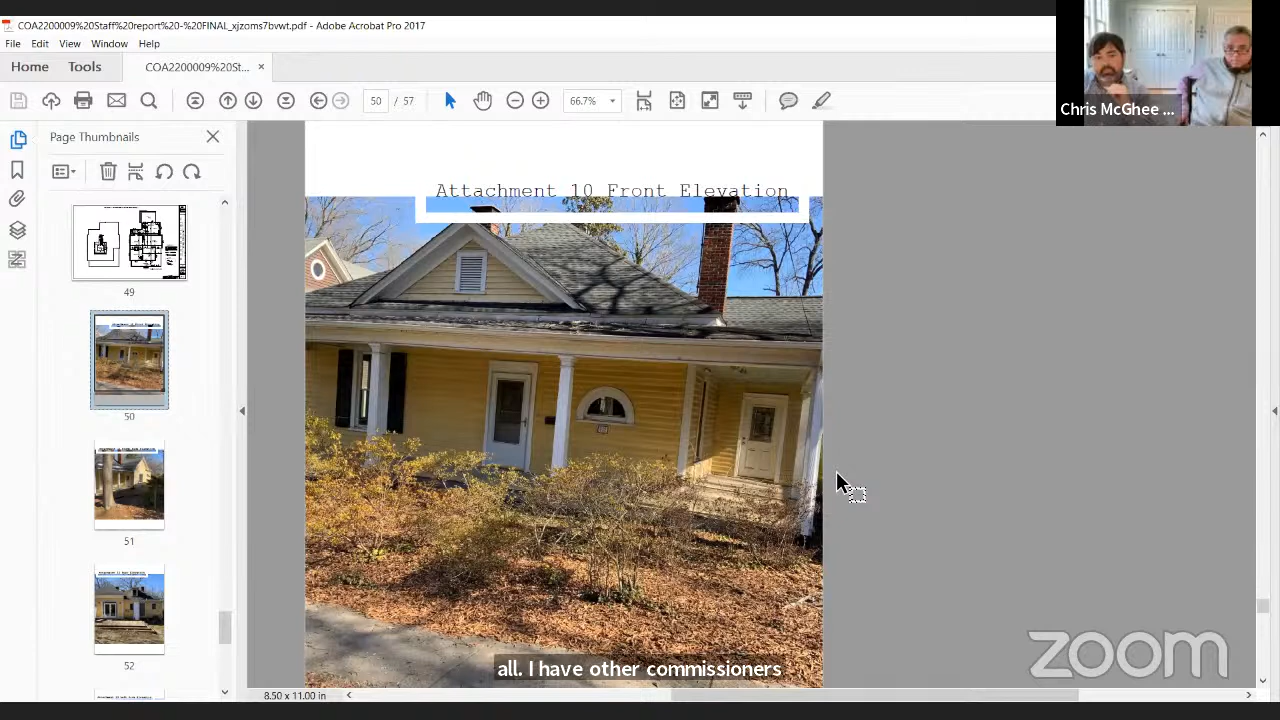 COA2200009%20Staff%20report%20-%20FINAL_xjzoms7bvwt.pdf - Adobe Acrobat Pro 2017
File Edit View Window Help
Home Tools COA2200009%20St... ×
50 / 57 66.7%
Chris McGhee ...
Page Thumbnails
Attachment 10 Front Elevation
49
50
51
52
all. I have other commissioners
zoom
8.50 x 11.00 in